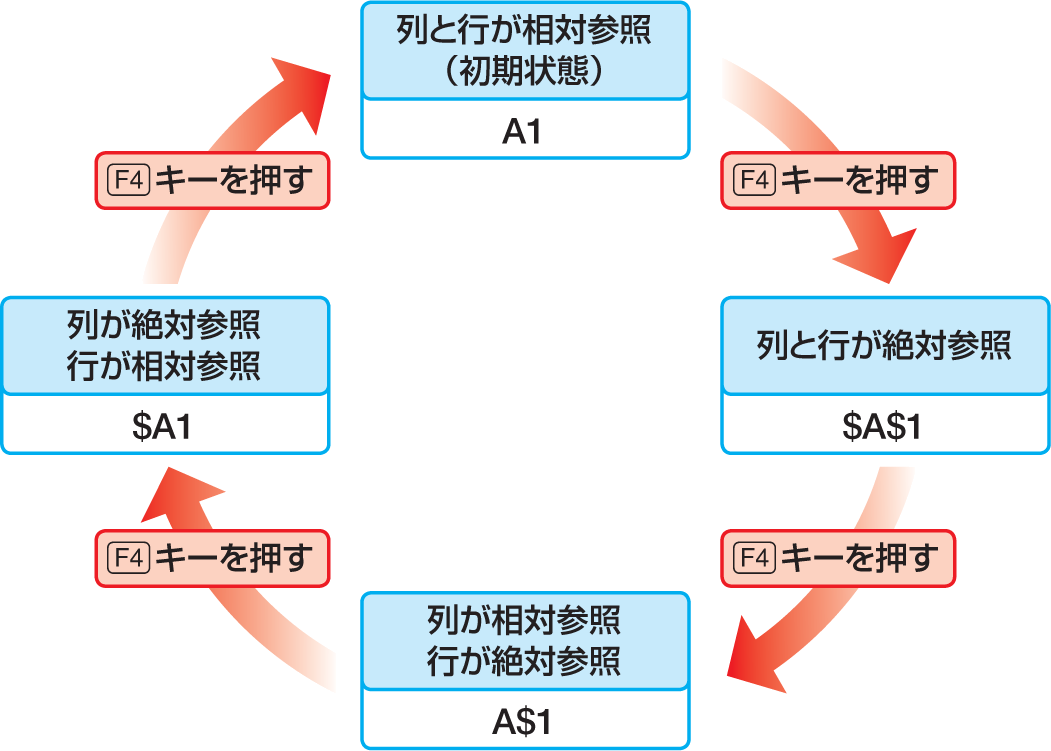 列と行が相対参照
（初期状態）
A1
F4 キーを押す
F4 キーを押す
列が絶対参照
行が相対参照
$A1
列と行が絶対参照
$A$1
F4 キーを押す
F4 キーを押す
列が相対参照
行が絶対参照
A$1